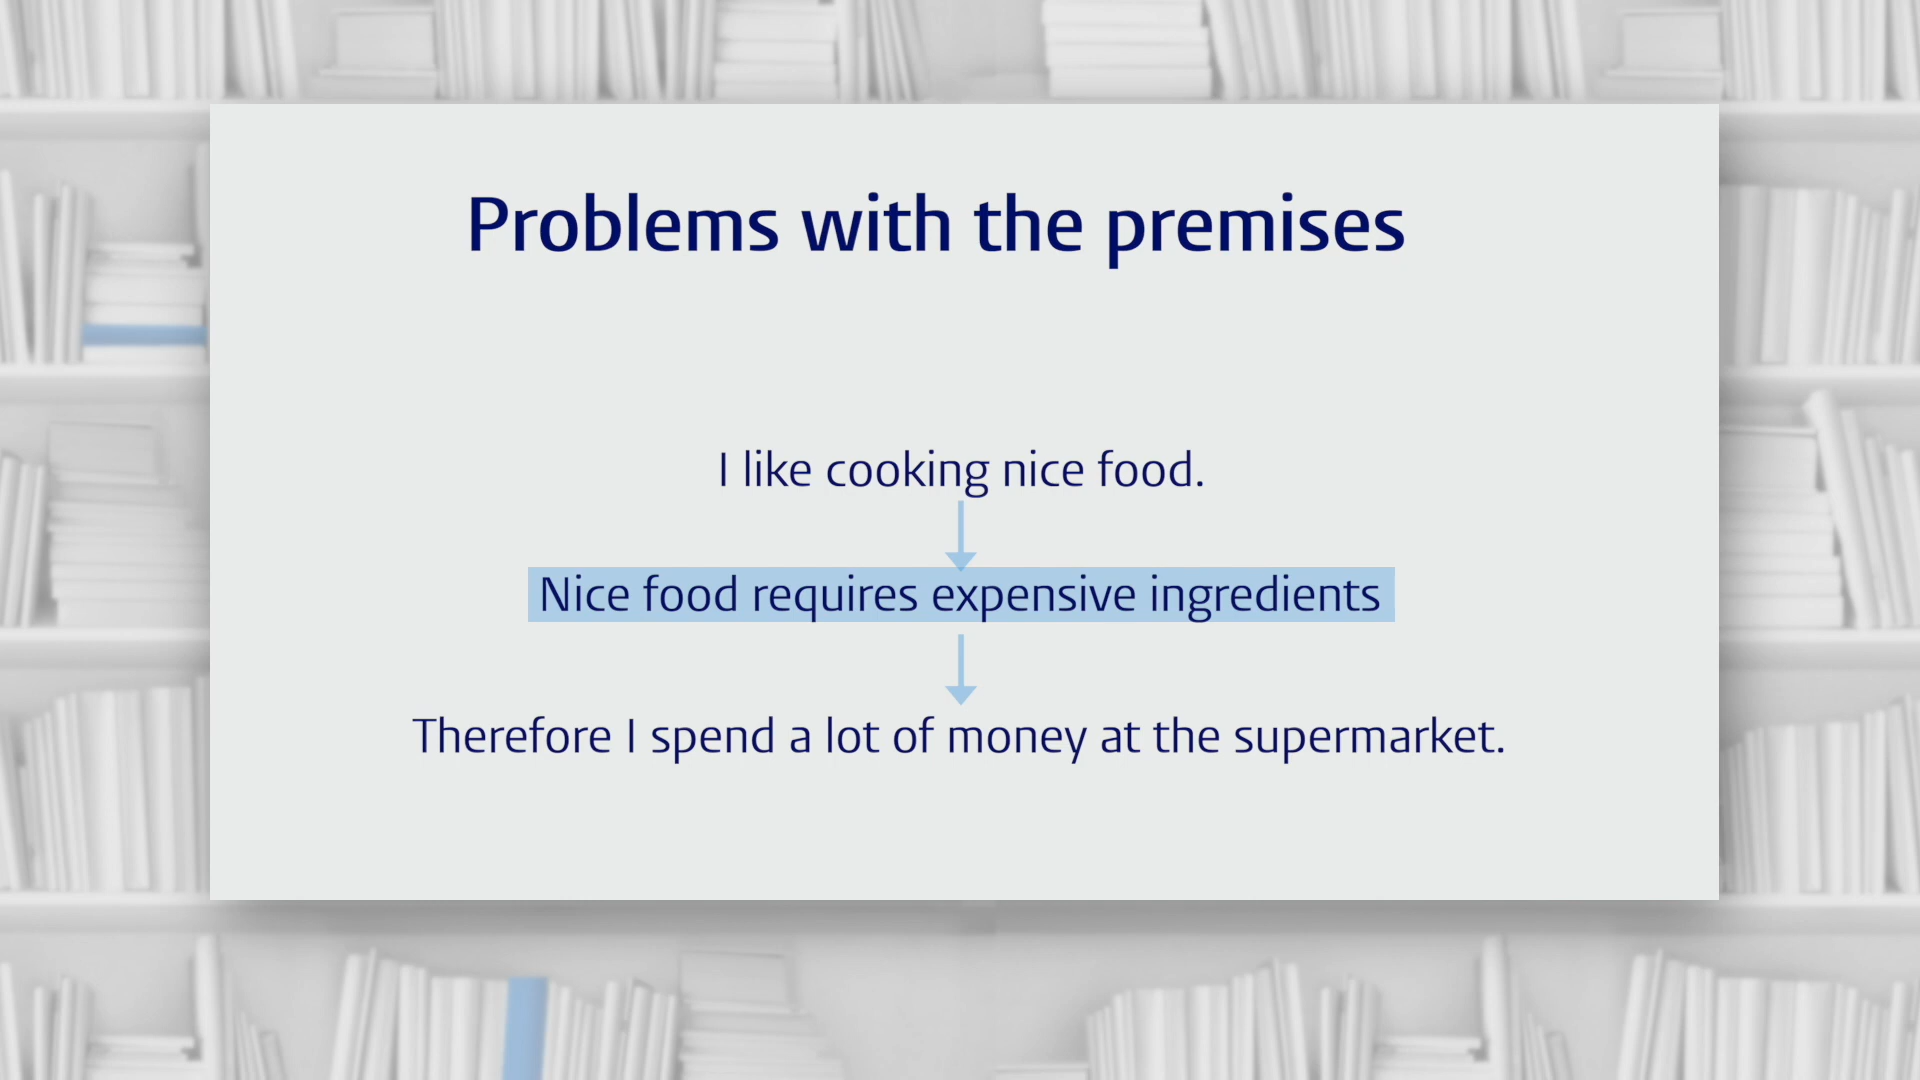 Problems with the premises
I like cooking nice food.
Nice food requires expensive ingredients
Therefore I spend a lot of money at the supermarket.